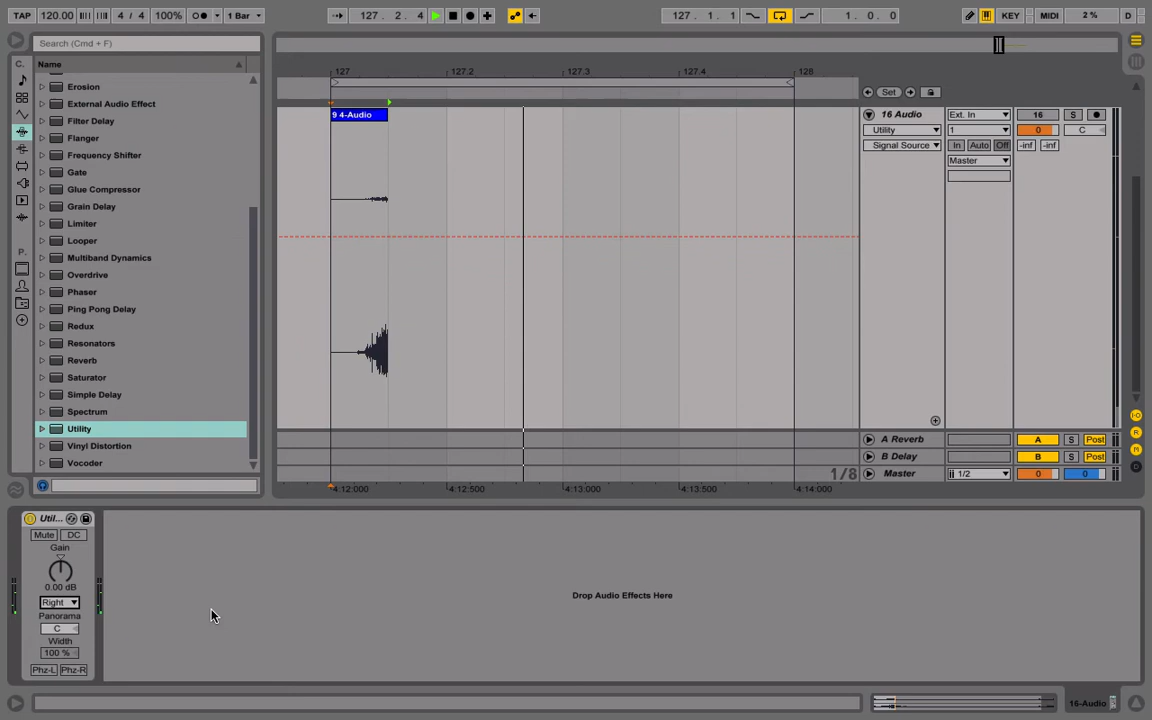 TAP 120.00 4 / 4 100% 1 Bar 127. 2. 4 127. 1. 1 1. 0. 0 KEY MIDI 2 % D
Search (Cmd + F)
C. Name
Erosion
External Audio Effect
Filter Delay
Flanger
Frequency Shifter
Gate
Glue Compressor
Grain Delay
Limiter
Looper
Multiband Dynamics
Overdrive
Phaser
Ping Pong Delay
Redux
Resonators
Reverb
Saturator
Simple Delay
Spectrum
Utility
Vinyl Distortion
Vocoder
P.
127 127.2 127.3 127.4 128
Set
9 4-Audio
16 Audio Ext. In 16 S
Utility 1 0 C
Signal Source In Auto Off -inf -inf
Master
A Reverb A S Post
B Delay B S Post
1/8 Master 1/2 0 0
4:12:000 4:12:500 4:13:000 4:13:500 4:14:000
I-O
R
M
D
Util...
Mute DC
Gain
0.00 dB
Right
Panorama
C
Width
100 %
Phz-L Phz-R
Drop Audio Effects Here
16-Audio